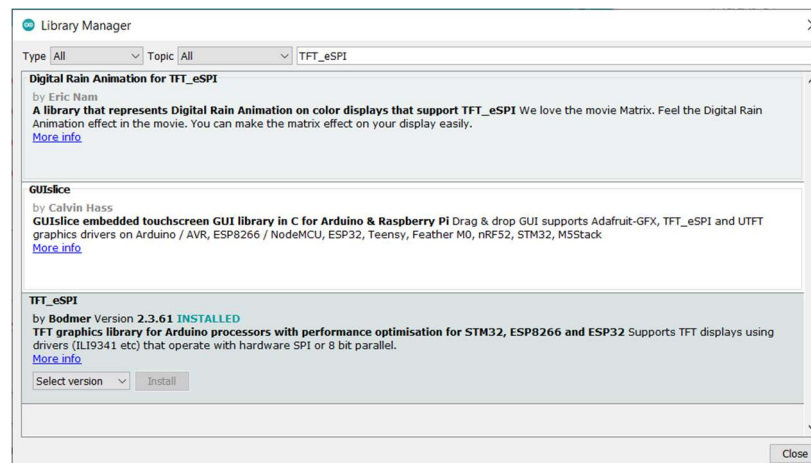 Library Manager
Type All Topic All TFT_eSPI
Digital Rain Animation for TFT_eSPI
by Eric Nam
A library that represents Digital Rain Animation on color displays that support TFT_eSPI We love the movie Matrix. Feel the Digital Rain
Animation effect in the movie. You can make the matrix effect on your display easily.
More info
GUIslice
by Calvin Hass
GUIslice embedded touchscreen GUI library in C for Arduino & Raspberry Pi Drag & drop GUI supports Adafruit-GFX, TFT_eSPI and UTFT
graphics drivers on Arduino / AVR, ESP8266 / NodeMCU, ESP32, Teensy, Feather M0, nRF52, STM32, M5Stack
More info
TFT_eSPI
by Bodmer Version 2.3.61 INSTALLED
TFT graphics library for Arduino processors with performance optimisation for STM32, ESP8266 and ESP32 Supports TFT displays using
drivers (ILI9341 etc) that operate with hardware SPI or 8 bit parallel.
More info
Select version Install
Close